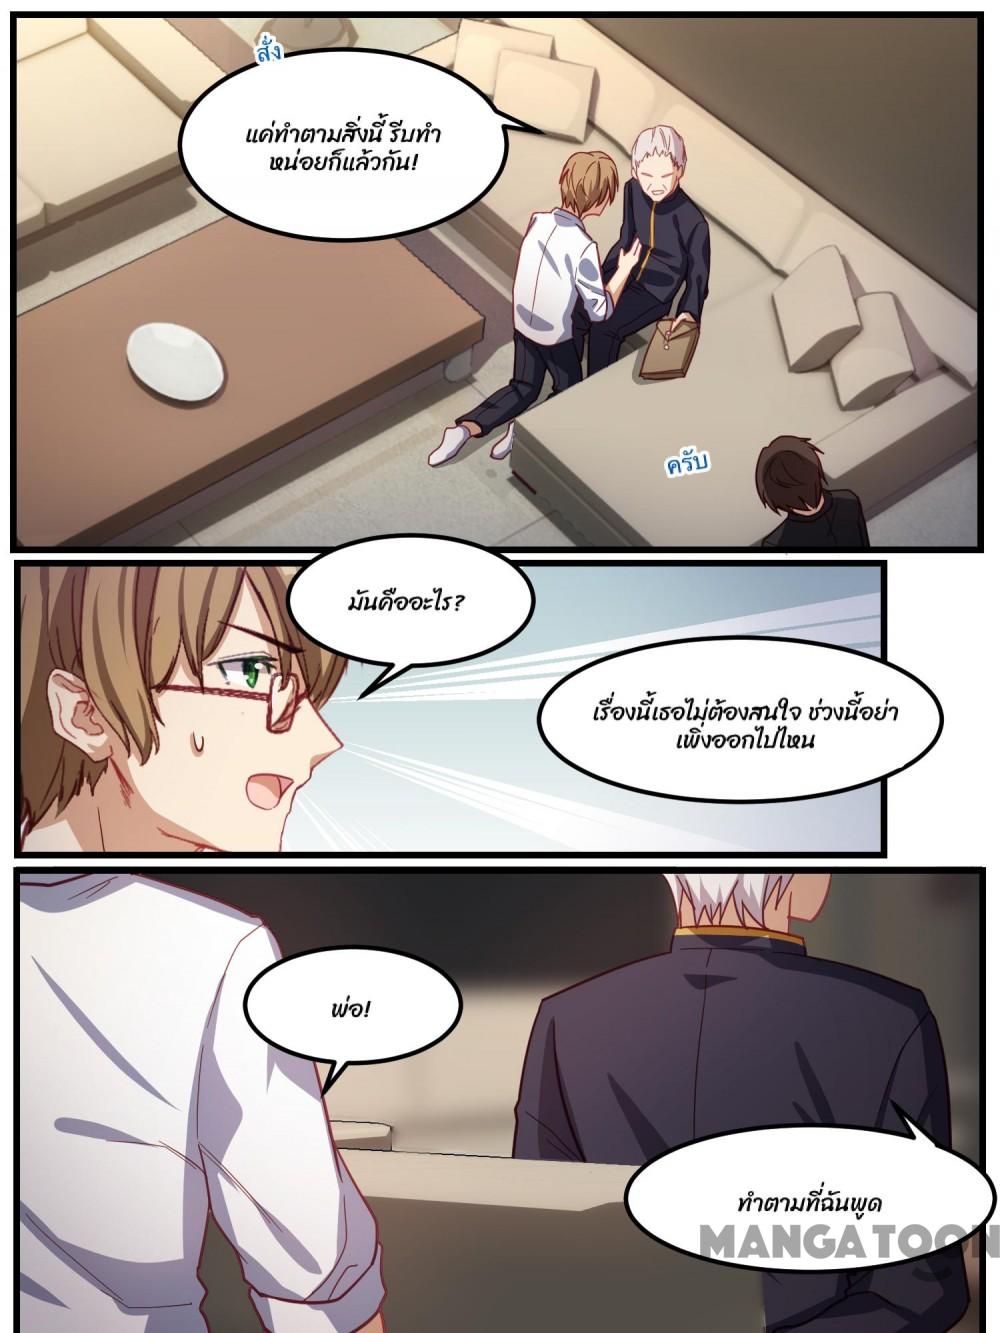 สั่ง
แค่ทำตามสิ่งนี้ รีบทำ
หน่อยก็แล้วกัน!
ครับ
มันคืออะไร?
เรื่องนี้เธอไม่ต้องสนใจ ช่วงนี้อย่า
เพิ่งออกไปไหน
พ่อ!
ทำตามที่ฉันพูด
MANGATOON